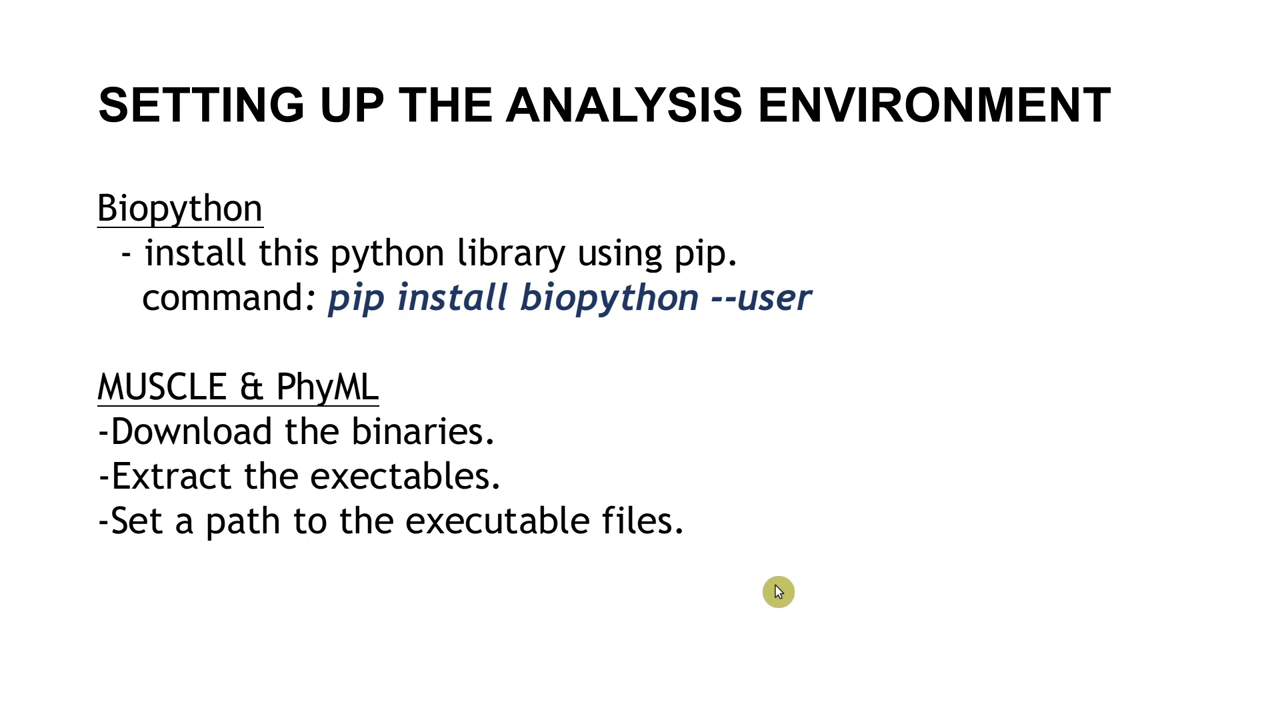 SETTING UP THE ANALYSIS ENVIRONMENT
Biopython
- install this python library using pip.
command: pip install biopython --user
MUSCLE & PhyML
-Download the binaries.
-Extract the exectables.
-Set a path to the executable files.